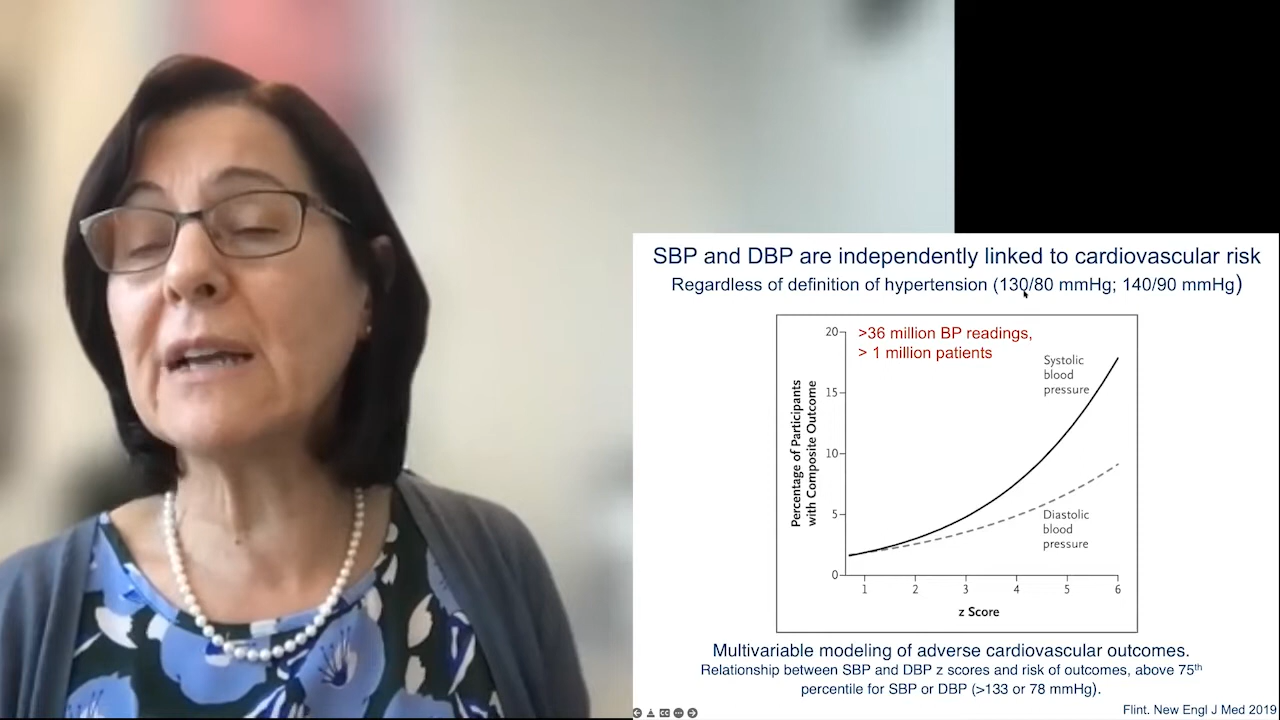 SBP and DBP are independently linked to cardiovascular risk
Regardless of definition of hypertension (130/80 mmHg; 140/90 mmHg)
>36 million BP readings,
> 1 million patients
Percentage of Participants
with Composite Outcome
20
15
10
5
0
Systolic
blood
pressure
Diastolic
blood
pressure
1 2 3 4 5 6
z Score
Multivariable modeling of adverse cardiovascular outcomes.
Relationship between SBP and DBP z scores and risk of outcomes, above 75th
percentile for SBP or DBP (>133 or 78 mmHg).
Flint. New Engl J Med 2019